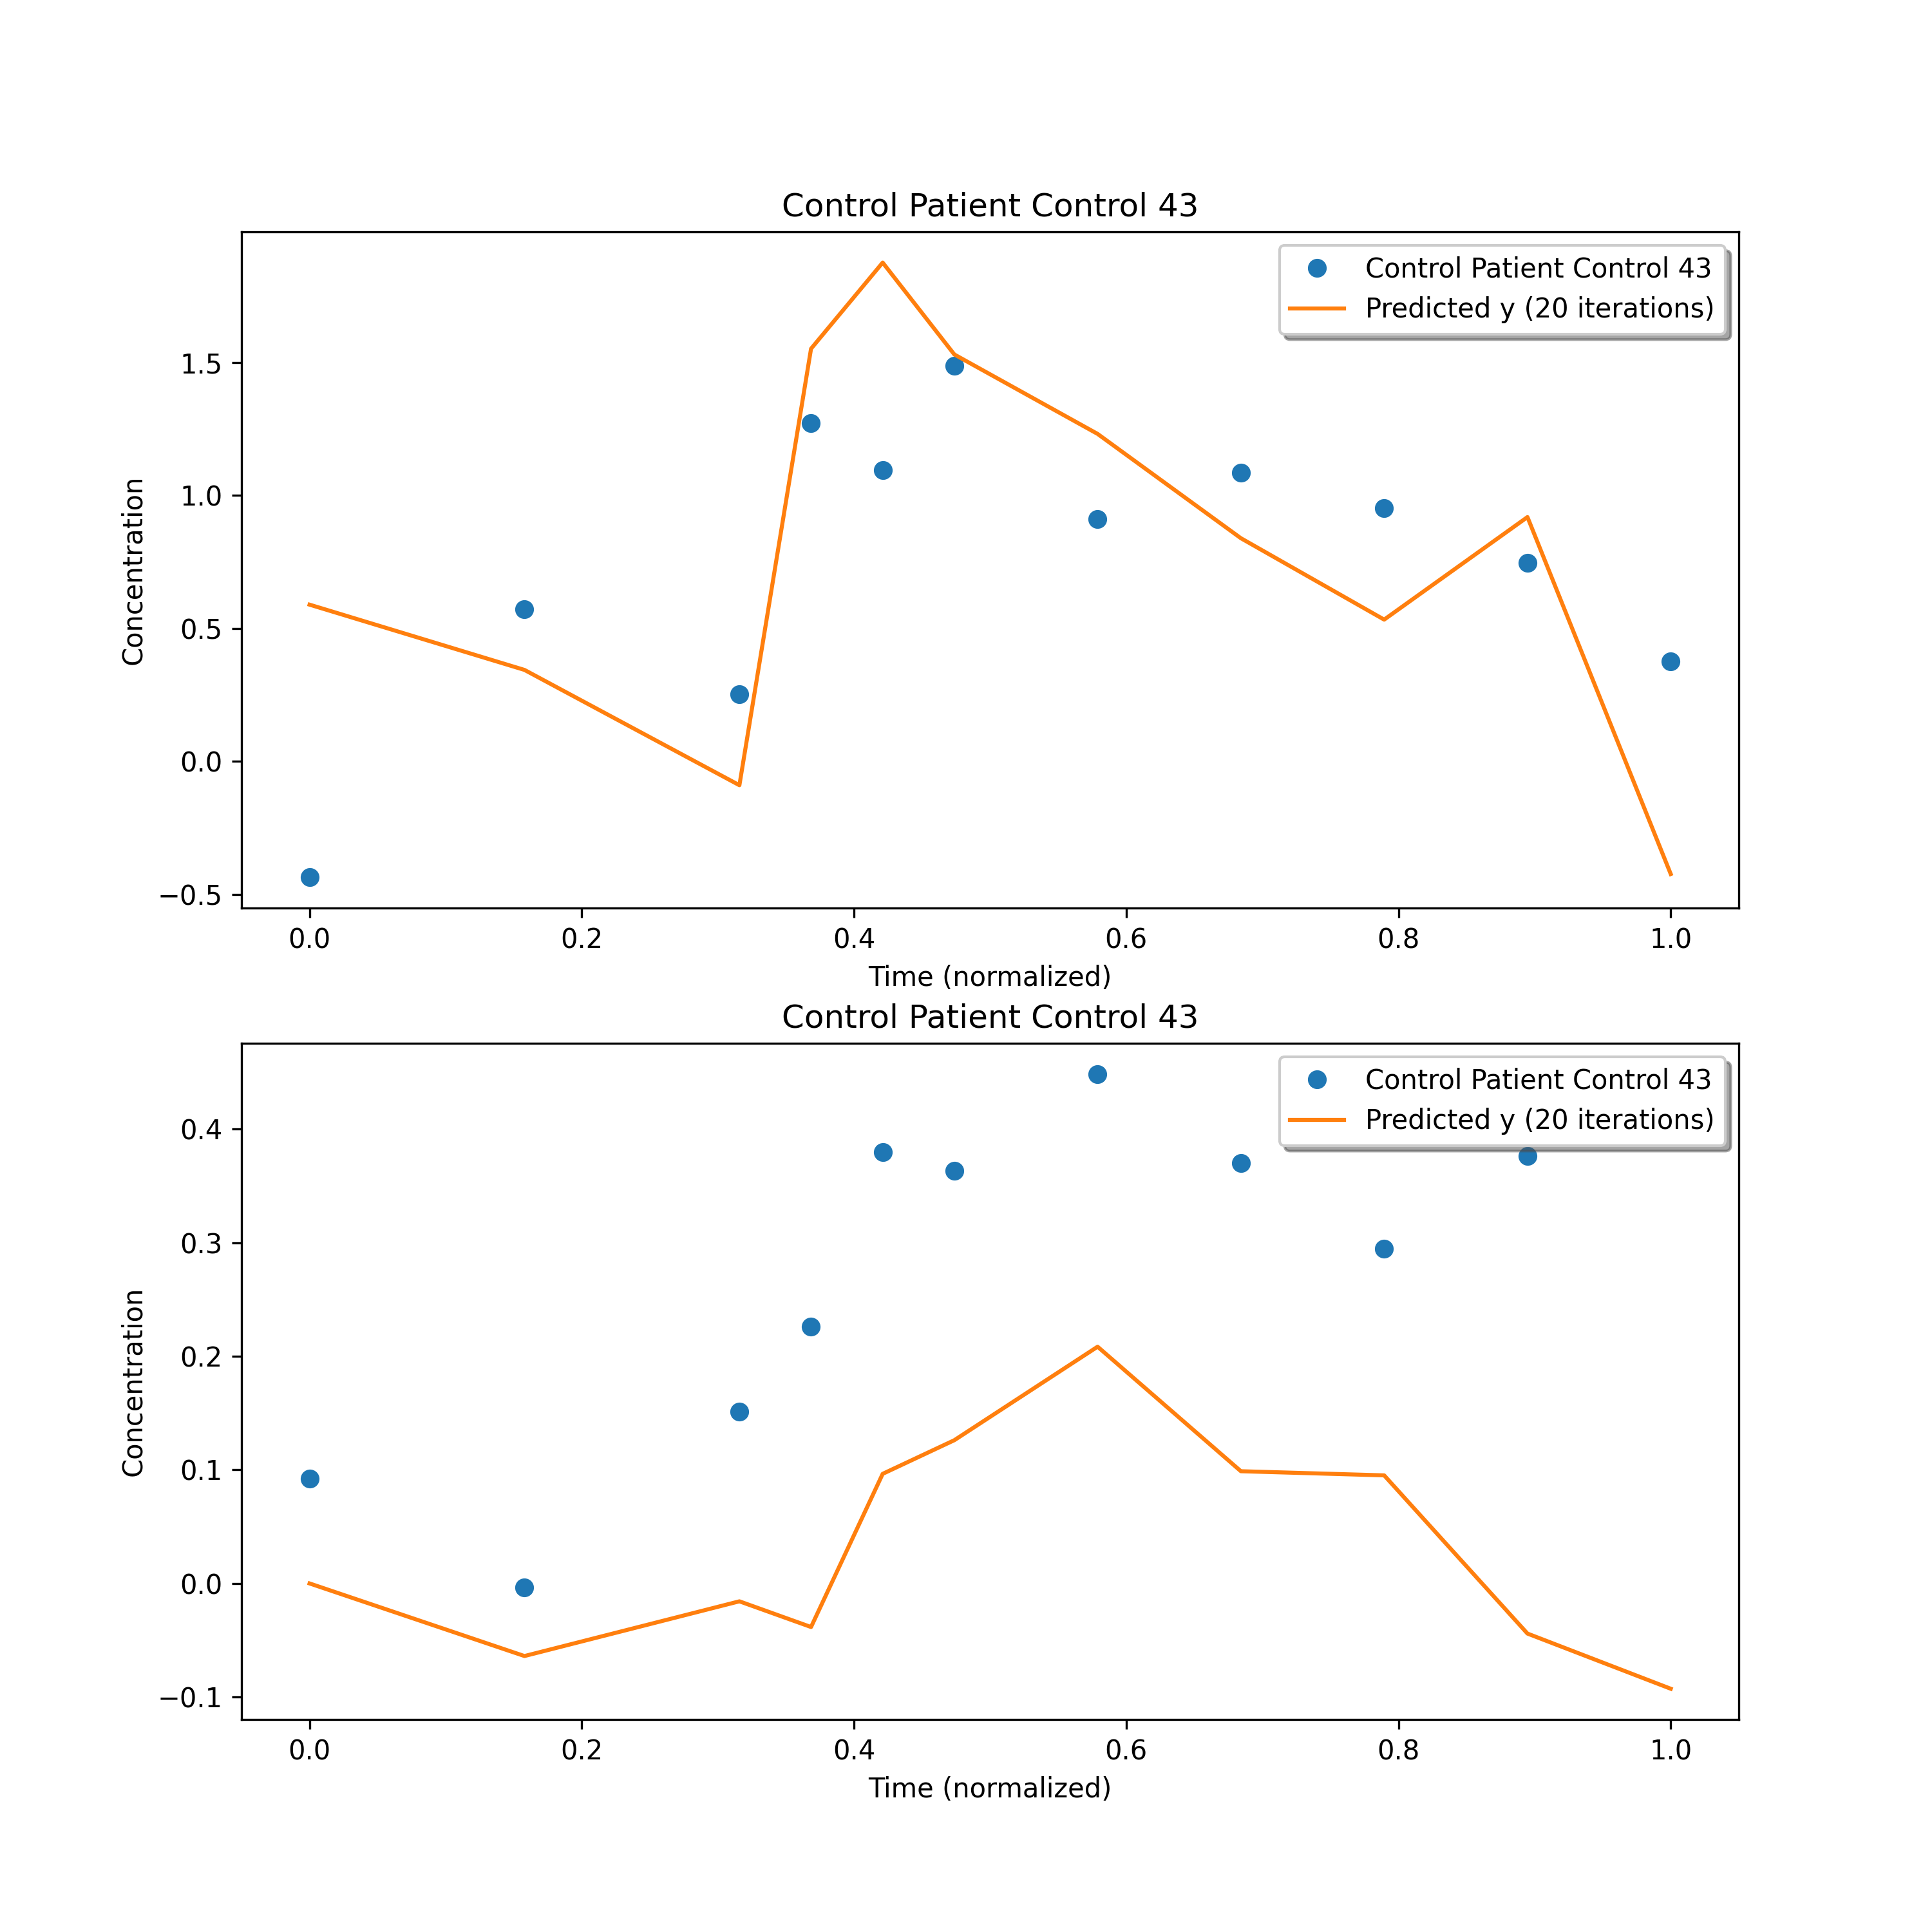 Control Patient Control 43
Control Patient Control 43
Predicted y (20 iterations)
1.5
1.0
0.5
0.0
−0.5
Concentration
0.0 0.2 0.4 0.6 0.8 1.0
Time (normalized)
Control Patient Control 43
Control Patient Control 43
Predicted y (20 iterations)
0.4
0.3
0.2
0.1
0.0
−0.1
Concentration
0.0 0.2 0.4 0.6 0.8 1.0
Time (normalized)